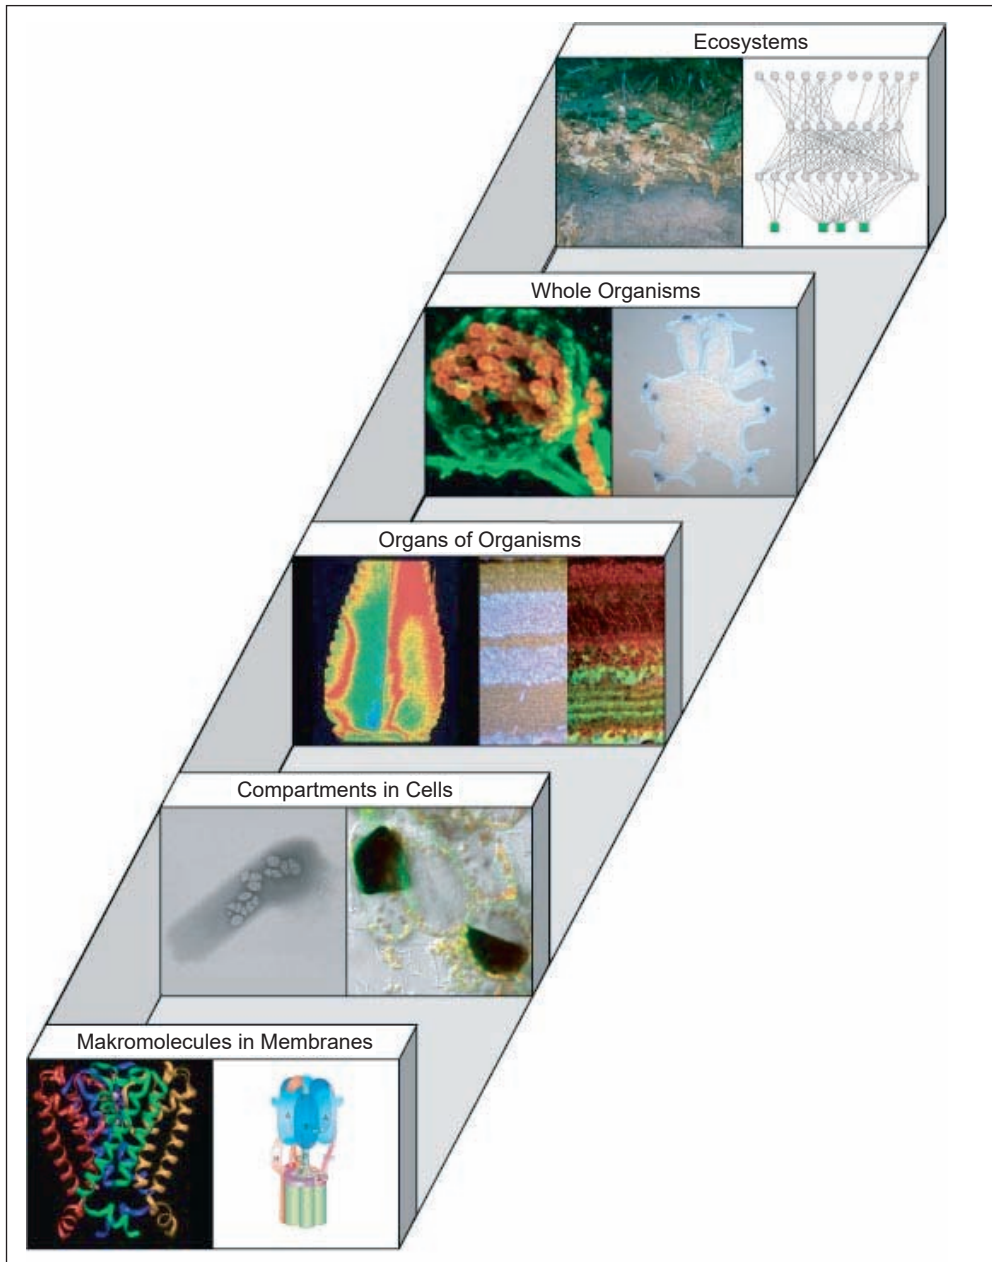 Ecosystems
Whole Organisms
Organs of Organisms
Compartments in Cells
Makromolecules in Membranes